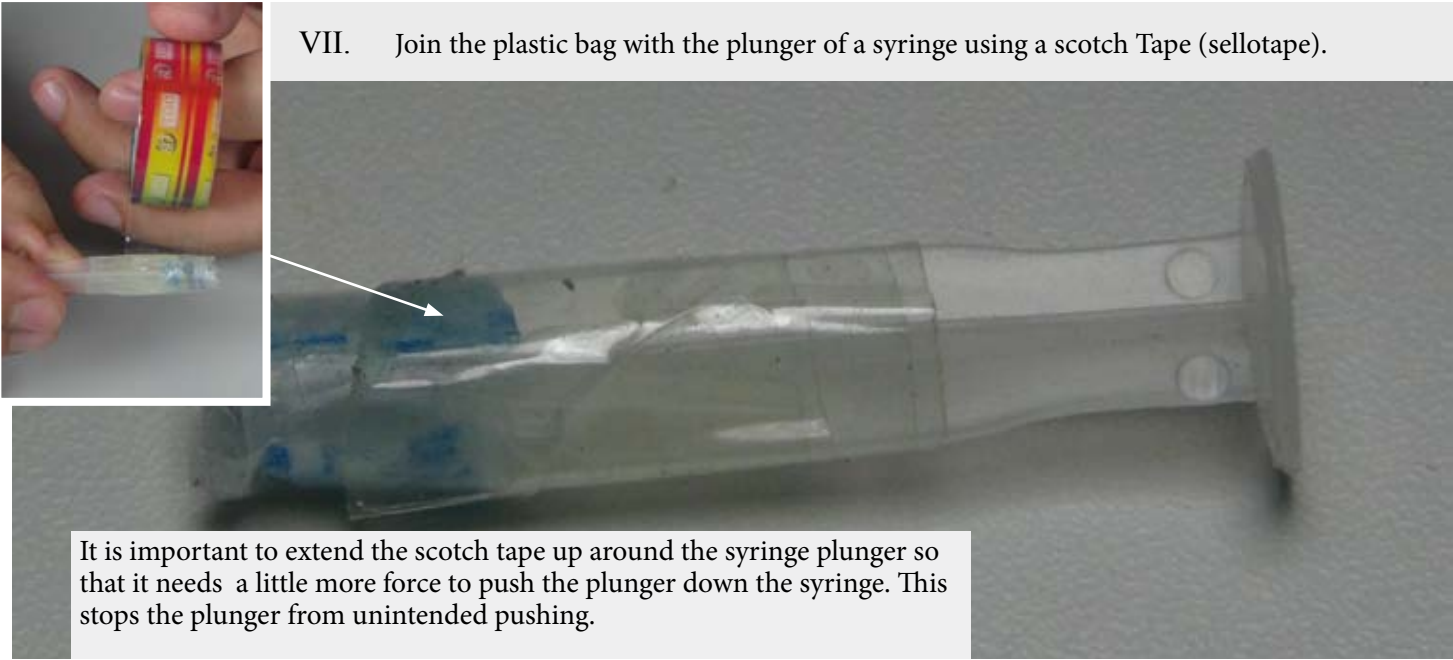 VII. Join the plastic bag with the plunger of a syringe using a scotch Tape (sellotape).
It is important to extend the scotch tape up around the syringe plunger so
that it needs a little more force to push the plunger down the syringe. This
stops the plunger from unintended pushing.